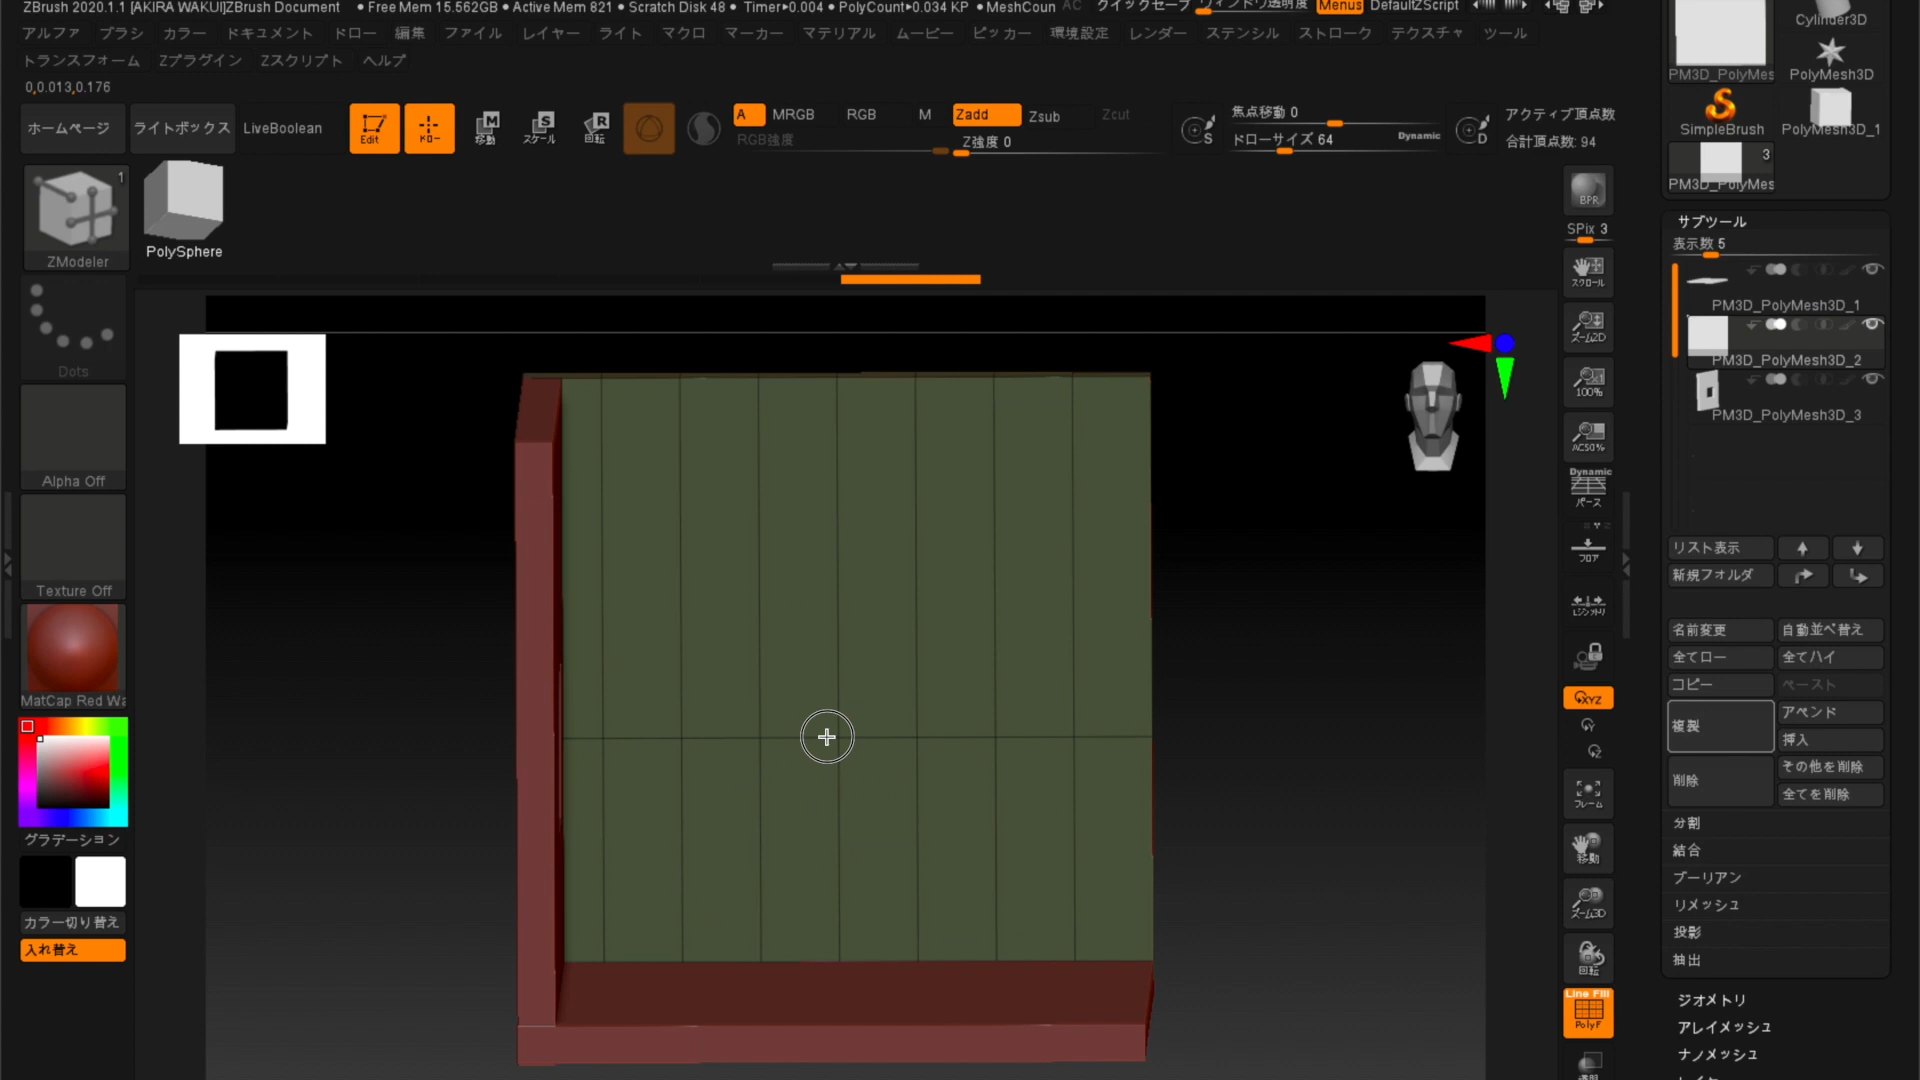 ZBrush 2020.1.1 [AKIRA WAKUI]ZBrush Document • Free Mem 15.562GB • Active Mem 821 • Scratch Disk 48 • Timer▸0.004 • PolyCount▸0.034 KP • MeshCoun AC クイックセーブ ウィンドウ透明度 Menus DefaultZScript
アルファ ブラシ カラー ドキュメント ドロー 編集 ファイル レイヤー ライト マクロ マーカー マテリアル ムービー ピッカー 環境設定 レンダー ステンシル ストローク テクスチャ ツール
トランスフォーム Zプラグイン Zスクリプト ヘルプ
0,0.013,0.176
ホームページ ライトボックス LiveBoolean Edit ドロー 移動 スケール 回転
M S R
A MRGB RGB M Zadd Zsub Zcut
RGB強度 Z強度 0
焦点移動 0
ドローサイズ 64 Dynamic
S D
アクティブ頂点数
合計頂点数: 94
1
ZModeler
PolySphere
Dots
Alpha Off
Texture Off
MatCap Red Wa
グラデーション
カラー切り替え
入れ替え
BPR
SPix 3
スクロール
ズーム2D
100%
AC50%
Dynamic
パース
フロア
Lシンメトリ
XYZ
Y
Z
フレーム
移動
ズーム3D
回転
Line Fill
PolyF
透明
Cylinder3D
PM3D_PolyMes PolyMesh3D
SimpleBrush PolyMesh3D_1
3
PM3D_PolyMes
サブツール
表示数 5
PM3D_PolyMesh3D_1
PM3D_PolyMesh3D_2
PM3D_PolyMesh3D_3
リスト表示
新規フォルダ
名前変更 自動並べ替え
全てロー 全てハイ
コピー ペースト
複製 アペンド
挿入
削除 その他を削除
全てを削除
分割
結合
ブーリアン
リメッシュ
投影
抽出
ジオメトリ
アレイメッシュ
ナノメッシュ